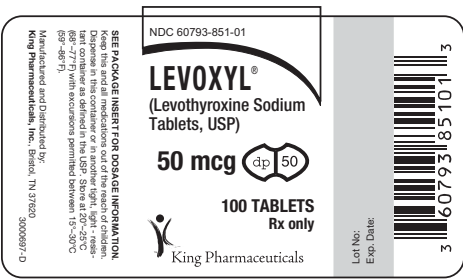 SEE PACKAGE INSERT FOR DOSAGE INFORMATION.
Keep this and all medications out of the reach of children.
Dispense in this container or in another tight, light - resis-
tant container as defined in the USP. Store at 20°-25°C
(68°-77°F) with excursions permitted between 15°-30°C
(59°-86°F).
Manufactured and Distributed by:
King Pharmaceuticals, Inc., Bristol, TN 37620
3000697-D
NDC 60793-851-01
LEVOXYL®
(Levothyroxine Sodium
Tablets, USP)
50 mcg dp 50
100 TABLETS
Rx only
King Pharmaceuticals
Lot No:
Exp. Date:
3 60793 85101 3